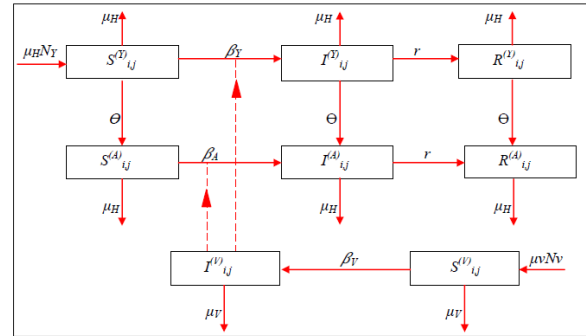 μH μH μH
μHNY S(Y)i,j βY I(Y)i,j r R(Y)i,j
ϴ ϴ ϴ
S(A)i,j βA I(A)i,j r R(A)i,j
μH μH μH
I(V)i,j βV S(V)i,j μvNv
μV μV